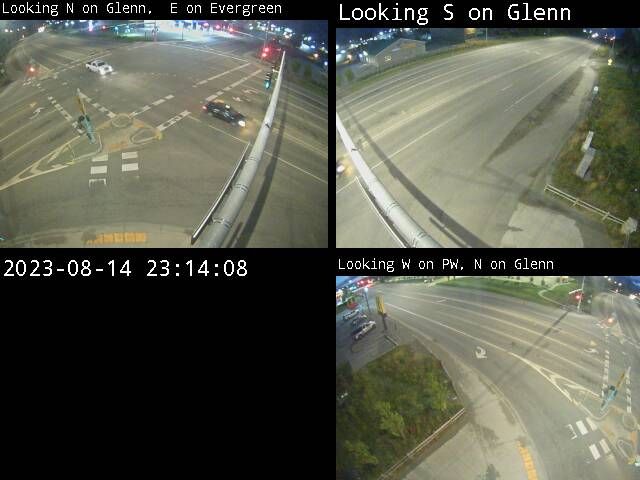 Looking N on Glenn,  E on Evergreen
Looking S on Glenn
2023-08-14 23:14:08
Looking W on PW, N on Glenn